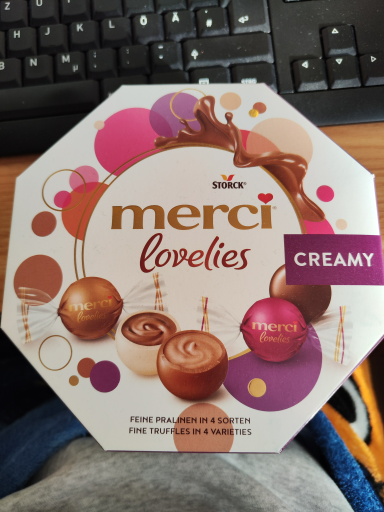 O P Ü
J K L Ö Ä #
B N M µ ; , : . _ -
STORCK®
merci
lovelies
CREAMY
merci
lovelies
merci
lovelies
FEINE PRALINEN IN 4 SORTEN
FINE TRUFFLES IN 4 VARIETIES